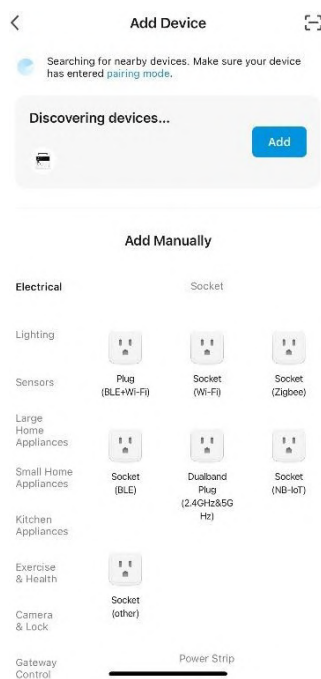 Add Device
Searching for nearby devices. Make sure your device
has entered pairing mode.
Discovering devices...
Add
Add Manually
Electrical
Socket
Lighting
Sensors
Large
Home
Appliances
Small Home
Appliances
Kitchen
Appliances
Exercise
& Health
Camera
& Lock
Gateway
Control
Plug
(BLE+Wi-Fi)
Socket
(Wi-Fi)
Socket
(Zigbee)
Socket
(BLE)
Dualband
Plug
(2.4GHz&5G
Hz)
Socket
(NB-IoT)
Socket
(other)
Power Strip